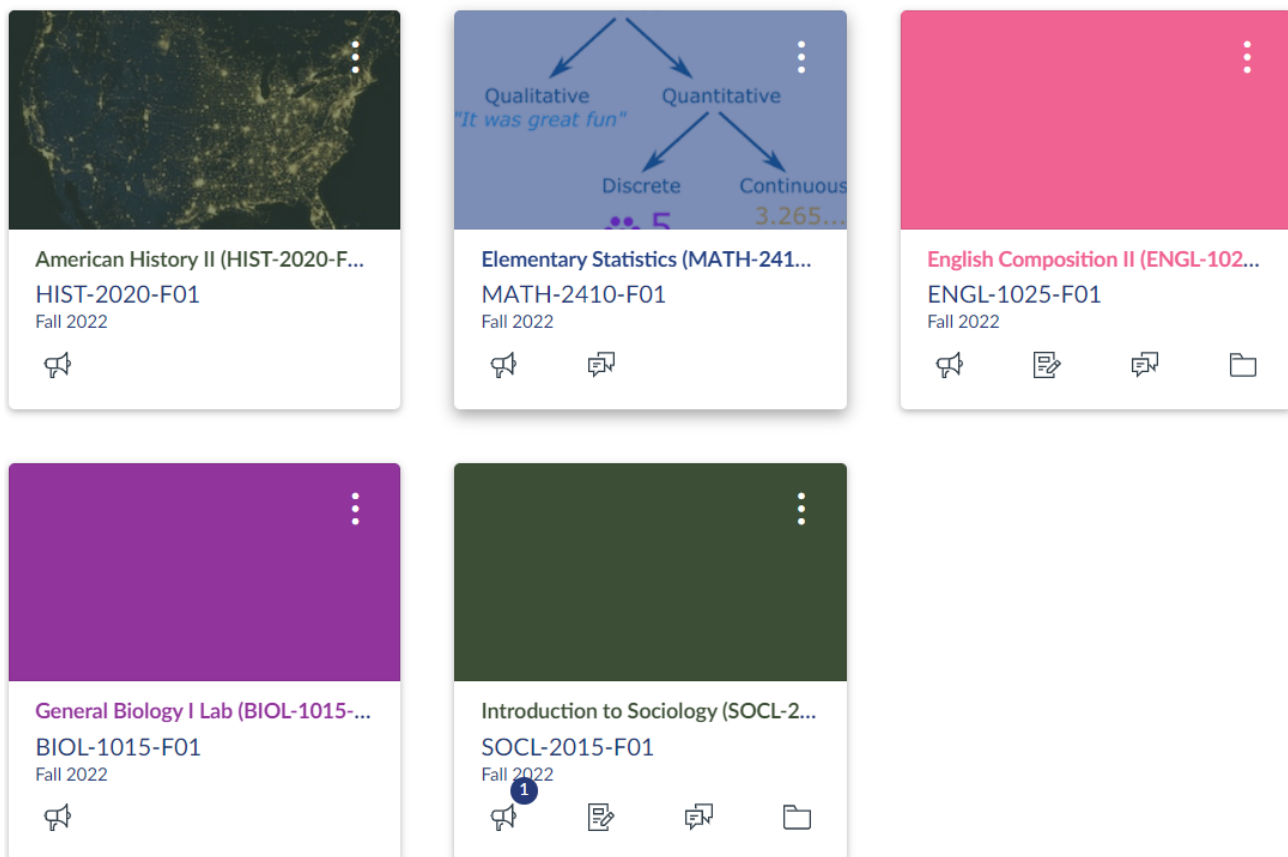 Qualitative Quantitative
"It was great fun"
Discrete Continuous
5 3.265...
American History II (HIST-2020-F...
HIST-2020-F01
Fall 2022
Elementary Statistics (MATH-241...
MATH-2410-F01
Fall 2022
English Composition II (ENGL-102...
ENGL-1025-F01
Fall 2022
General Biology I Lab (BIOL-1015-...
BIOL-1015-F01
Fall 2022
Introduction to Sociology (SOCL-2...
SOCL-2015-F01
Fall 2022
1